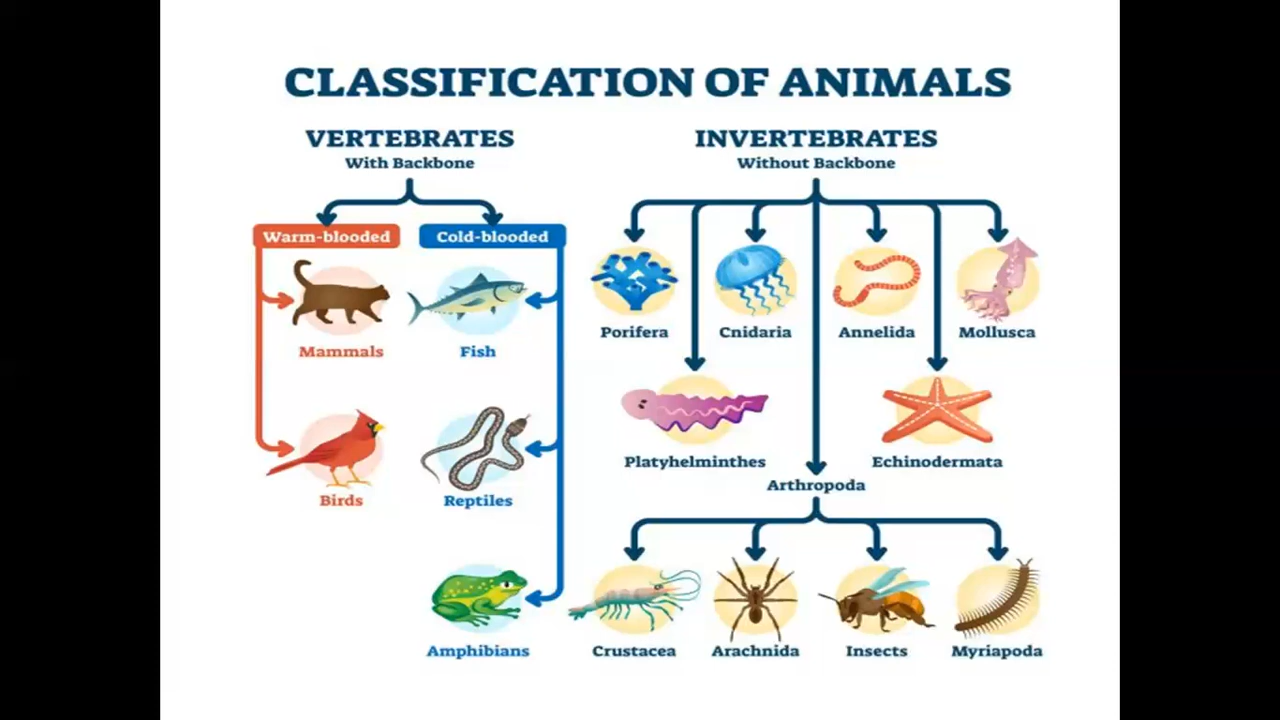 CLASSIFICATION OF ANIMALS
VERTEBRATES
With Backbone
Warm-blooded
Cold-blooded
Mammals
Fish
Birds
Reptiles
Amphibians
INVERTEBRATES
Without Backbone
Porifera
Cnidaria
Annelida
Mollusca
Platyhelminthes
Echinodermata
Arthropoda
Crustacea
Arachnida
Insects
Myriapoda